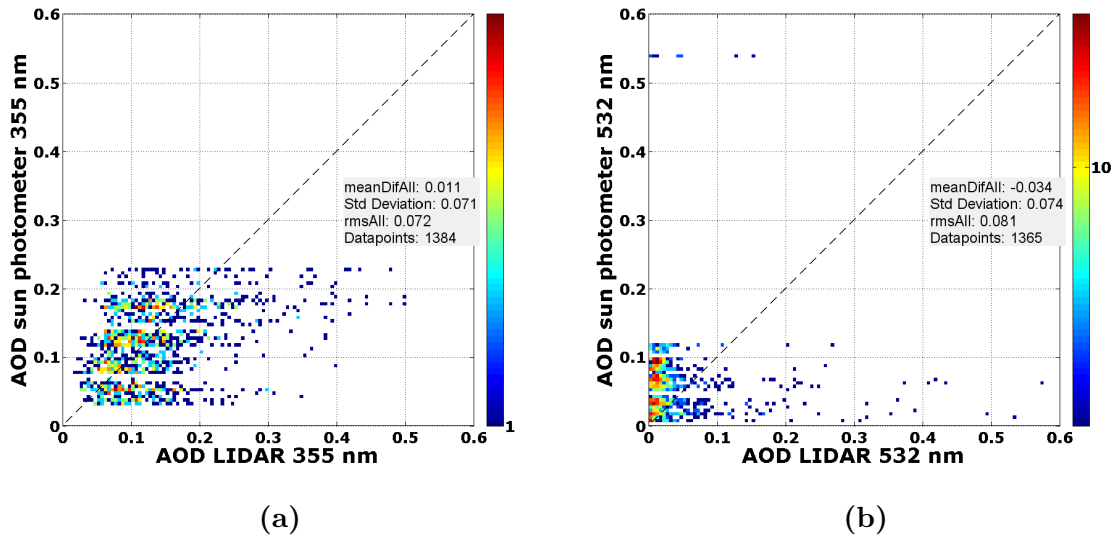 0.6
0.5
0.4
0.3
0.2
0.1
0
AOD sun photometer 355 nm
meanDifAll: 0.011
Std Deviation: 0.071
rmsAll: 0.072
Datapoints: 1384
0 0.1 0.2 0.3 0.4 0.5 0.6
AOD LIDAR 355 nm
1
(a)
0.6
0.5
0.4
0.3
0.2
0.1
0
AOD sun photometer 532 nm
meanDifAll: -0.034
Std Deviation: 0.074
rmsAll: 0.081
Datapoints: 1365
0 0.1 0.2 0.3 0.4 0.5 0.6
AOD LIDAR 532 nm
10
(b)